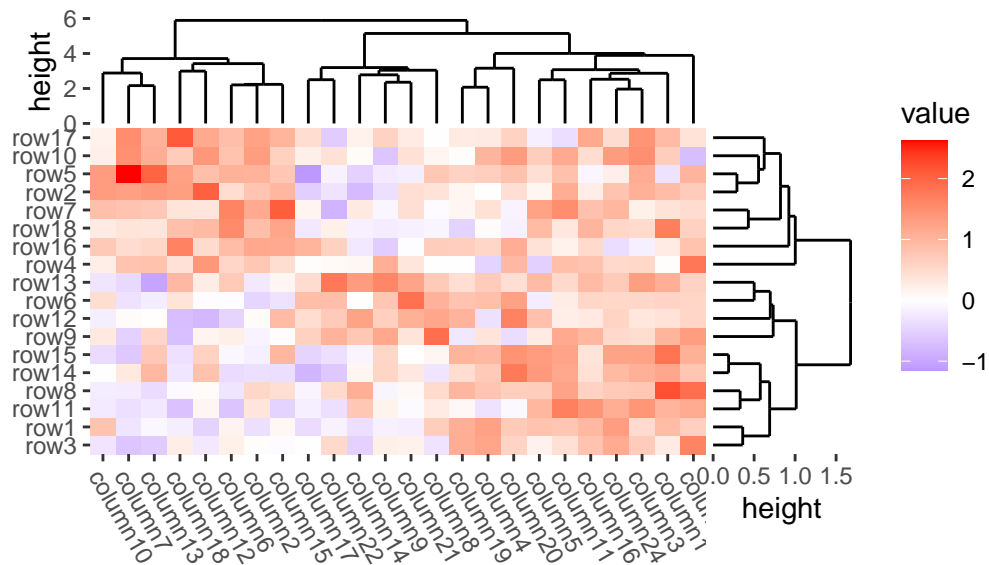 6
4
2
0
height
row17
row10
row5
row2
row7
row18
row16
row4
row13
row6
row12
row9
row15
row14
row8
row11
row1
row3
column10
column7
column13
column18
column12
column6
column2
column15
column17
column22
column14
column9
column21
column8
column19
column4
column20
column5
column11
column16
column24
column3
column1
0.0 0.5 1.0 1.5
height
value
2
1
0
−1